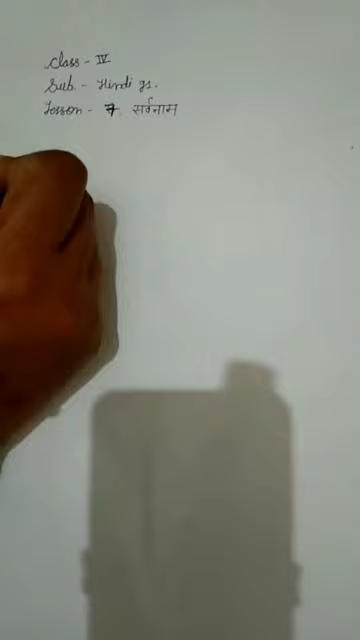 Class - IV
Sub. - Hindi gr.
Lesson - 7. सर्वनाम